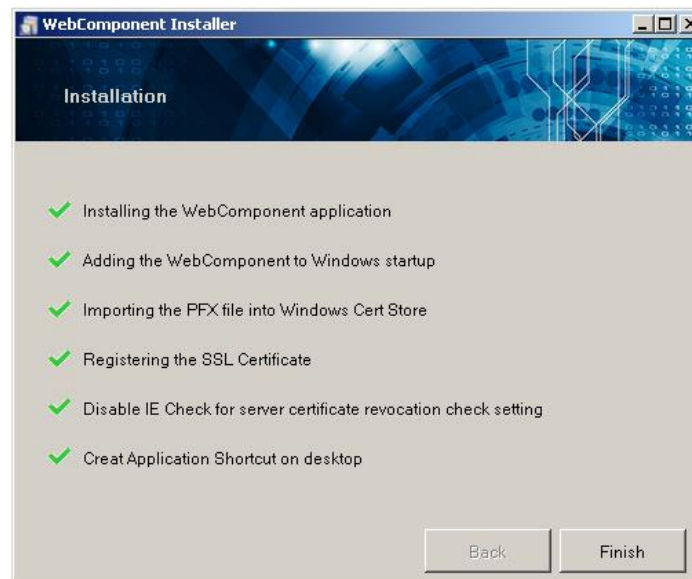 WebComponent Installer
Installation
Installing the WebComponent application
Adding the WebComponent to Windows startup
Importing the PFX file into Windows Cert Store
Registering the SSL Certificate
Disable IE Check for server certificate revocation check setting
Creat Application Shortcut on desktop
Back
Finish